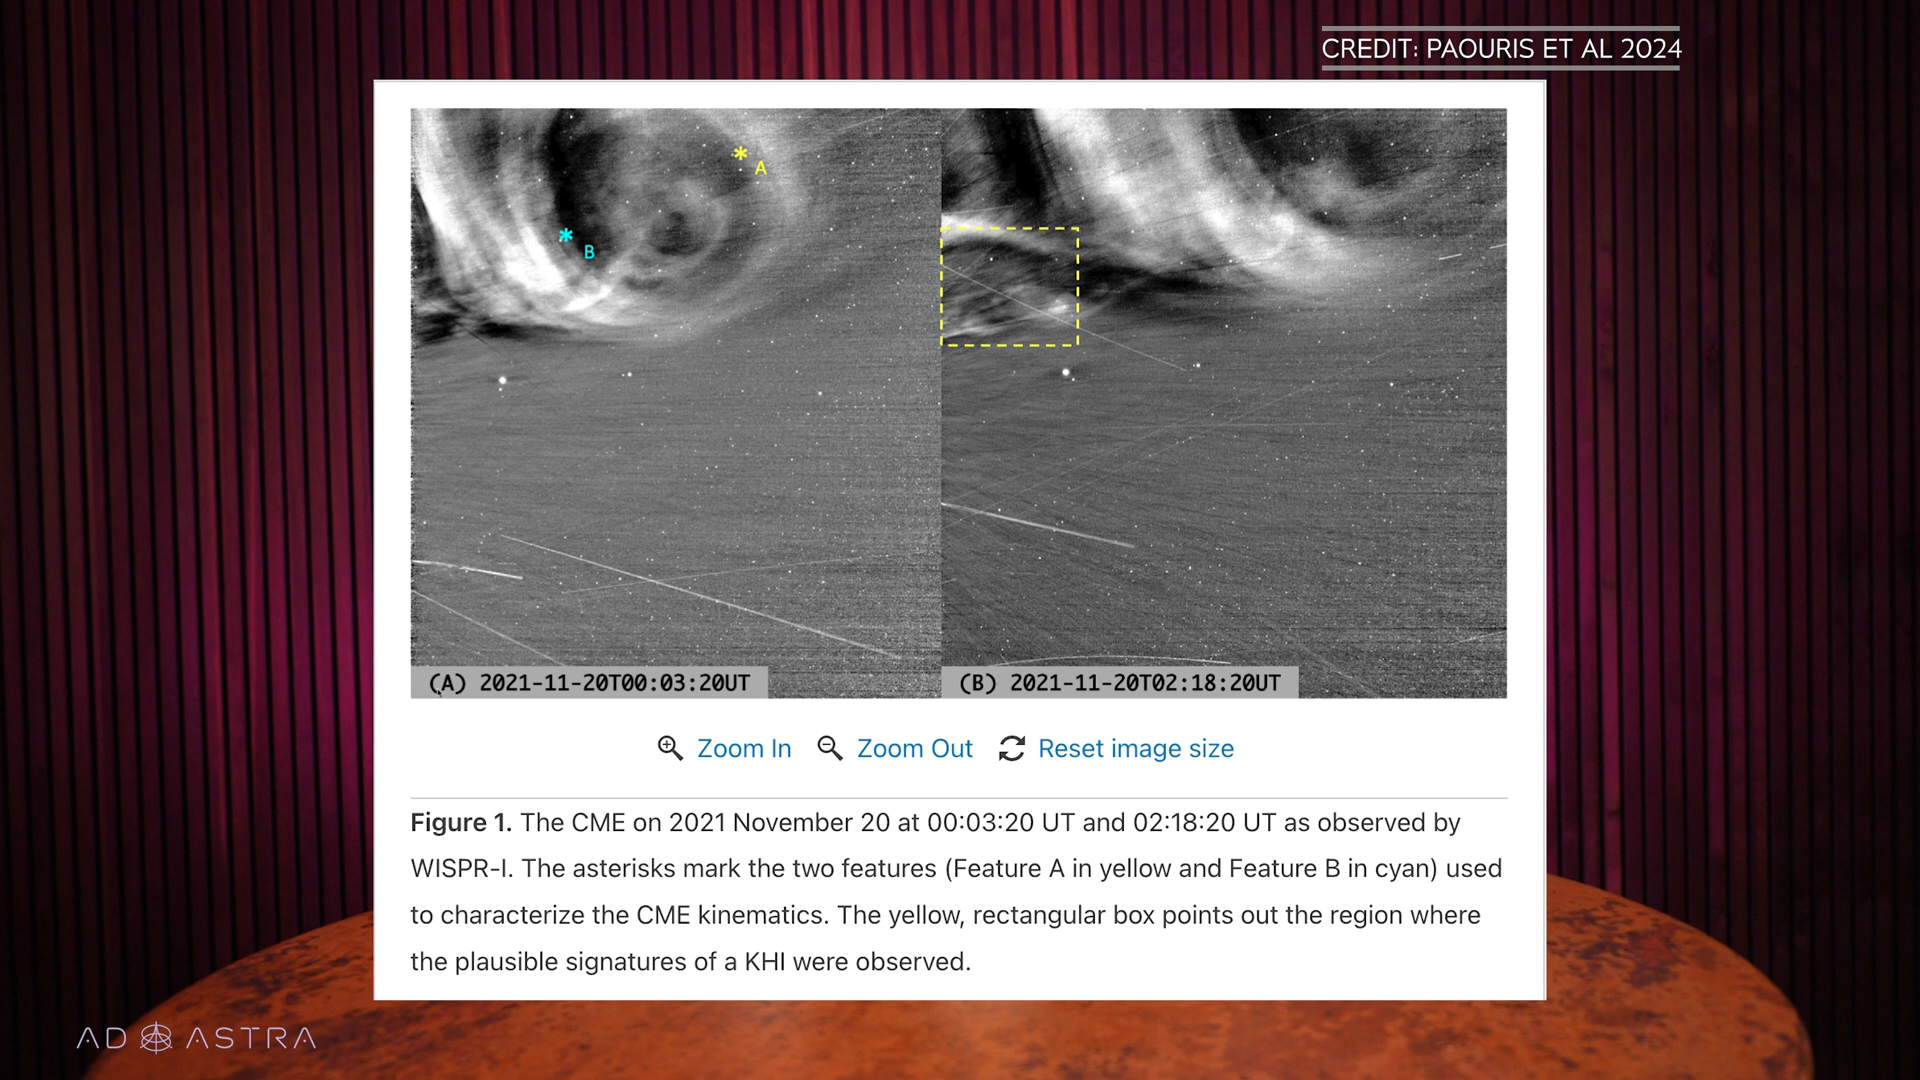 CREDIT: PAOURIS ET AL 2024
* A
* B
(A) 2021-11-20T00:03:20UT
(B) 2021-11-20T02:18:20UT
Zoom In Zoom Out Reset image size
Figure 1. The CME on 2021 November 20 at 00:03:20 UT and 02:18:20 UT as observed by
WISPR-I. The asterisks mark the two features (Feature A in yellow and Feature B in cyan) used
to characterize the CME kinematics. The yellow, rectangular box points out the region where
the plausible signatures of a KHI were observed.
AD ASTRA